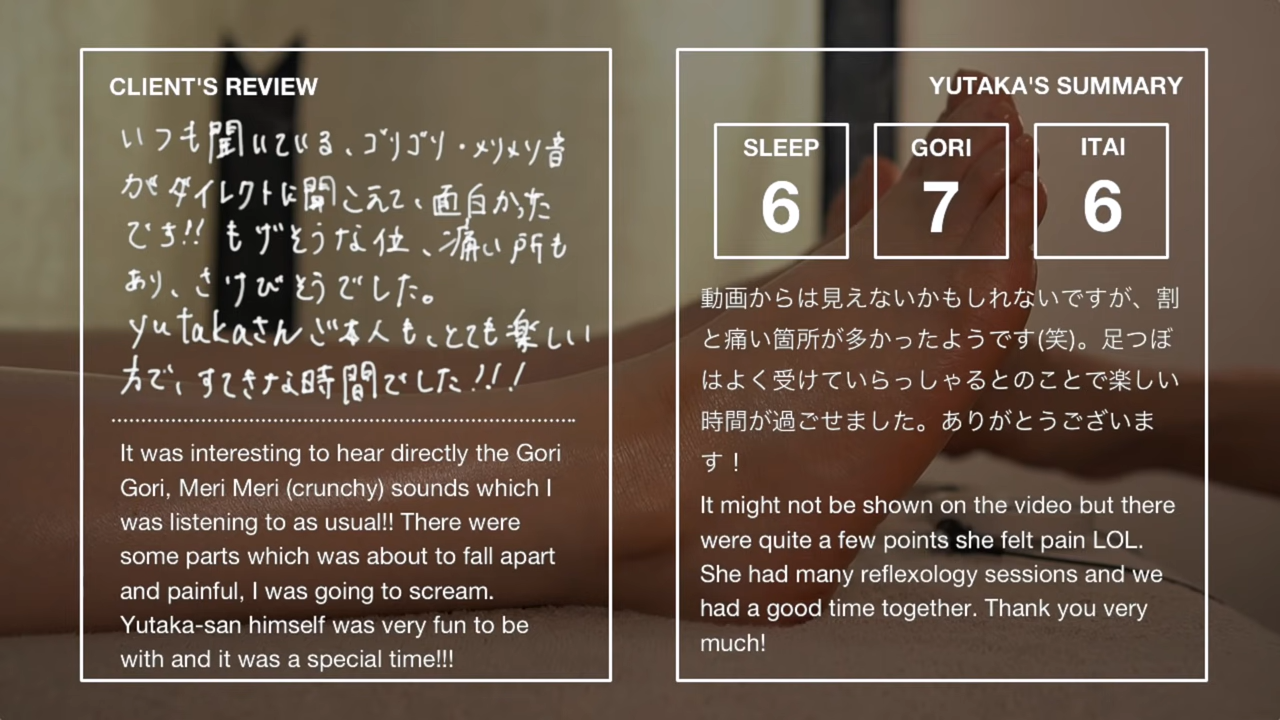 CLIENT'S REVIEW
いつも聞いている、ゴリゴリ・メリメリ音
がダイレクトに聞こえて、面白かった
です!! もげそうな位、痛い所も
あり、さけびそうでした。
yutakaさんご本人も、とても楽しい
方で、すてきな時間でした!!!
It was interesting to hear directly the Gori
Gori, Meri Meri (crunchy) sounds which I
was listening to as usual!! There were
some parts which was about to fall apart
and painful, I was going to scream.
Yutaka-san himself was very fun to be
with and it was a special time!!!
YUTAKA'S SUMMARY
SLEEP GORI ITAI
6 7 6
動画からは見えないかもしれないですが、割
と痛い箇所が多かったようです(笑)。足つぼ
はよく受けていらっしゃるとのことで楽しい
時間が過ごせました。ありがとうございま
す！
It might not be shown on the video but there
were quite a few points she felt pain LOL.
She had many reflexology sessions and we
had a good time together. Thank you very
much!